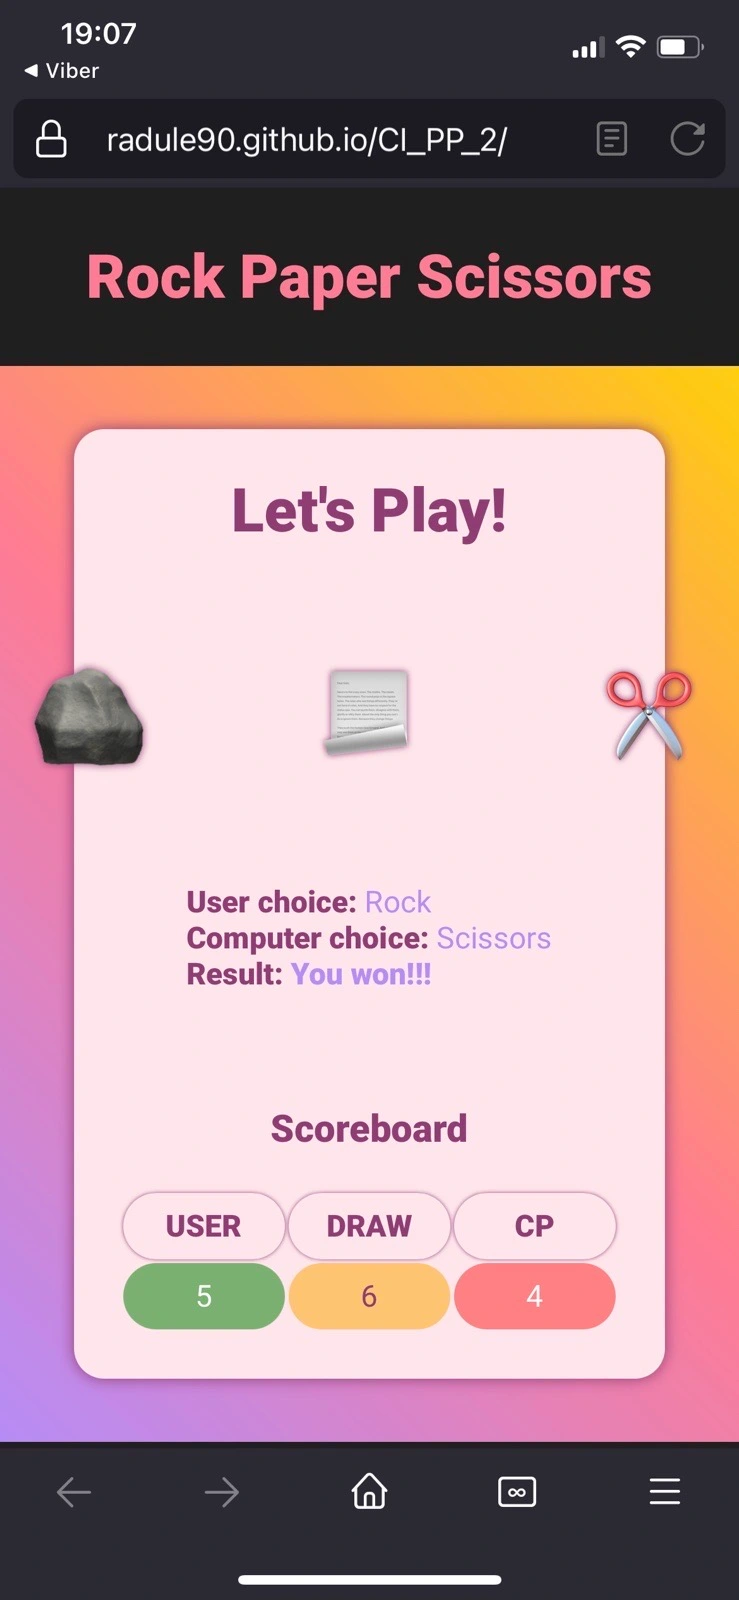 19:07
◀ Viber
radule90.github.io/CI_PP_2/
Rock Paper Scissors
Let's Play!
User choice: Rock
Computer choice: Scissors
Result: You won!!!
Scoreboard
USER DRAW CP
5 6 4